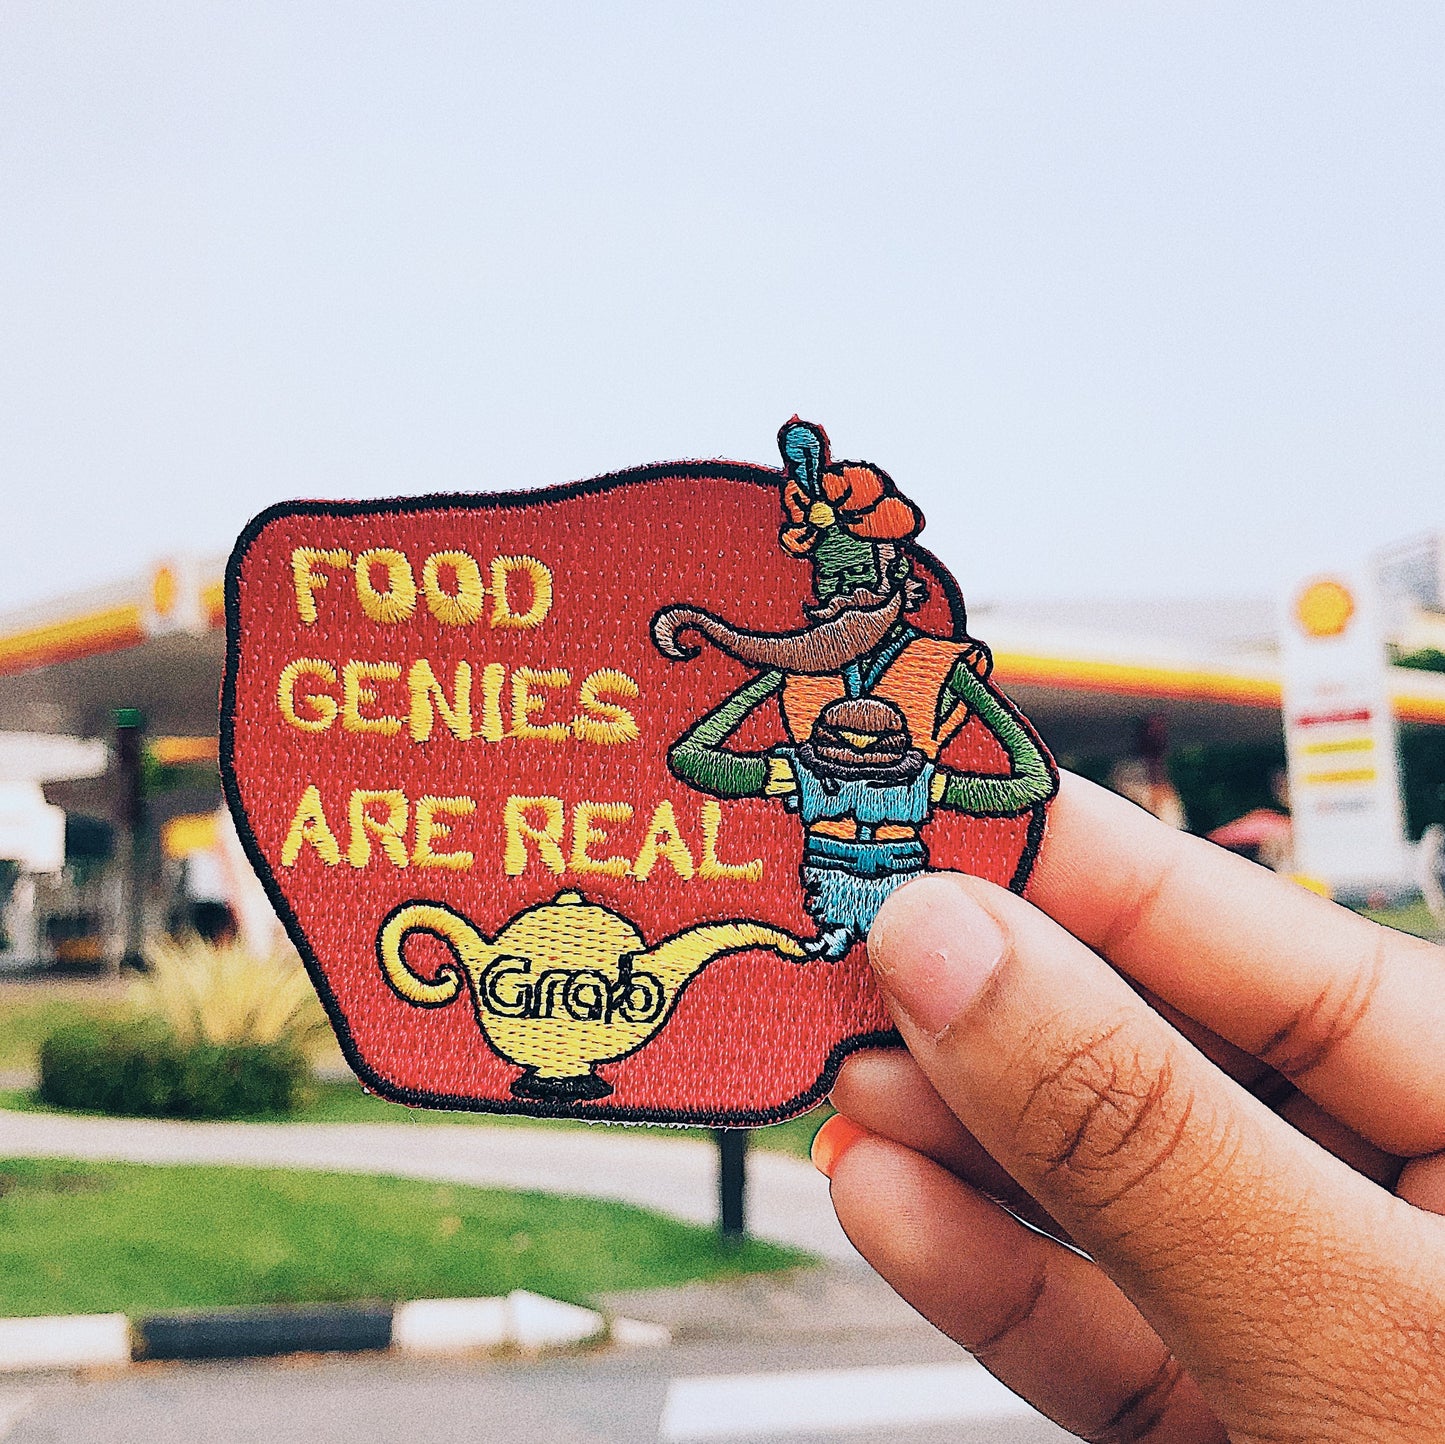 FOOD
GENIES
ARE REAL
Grab